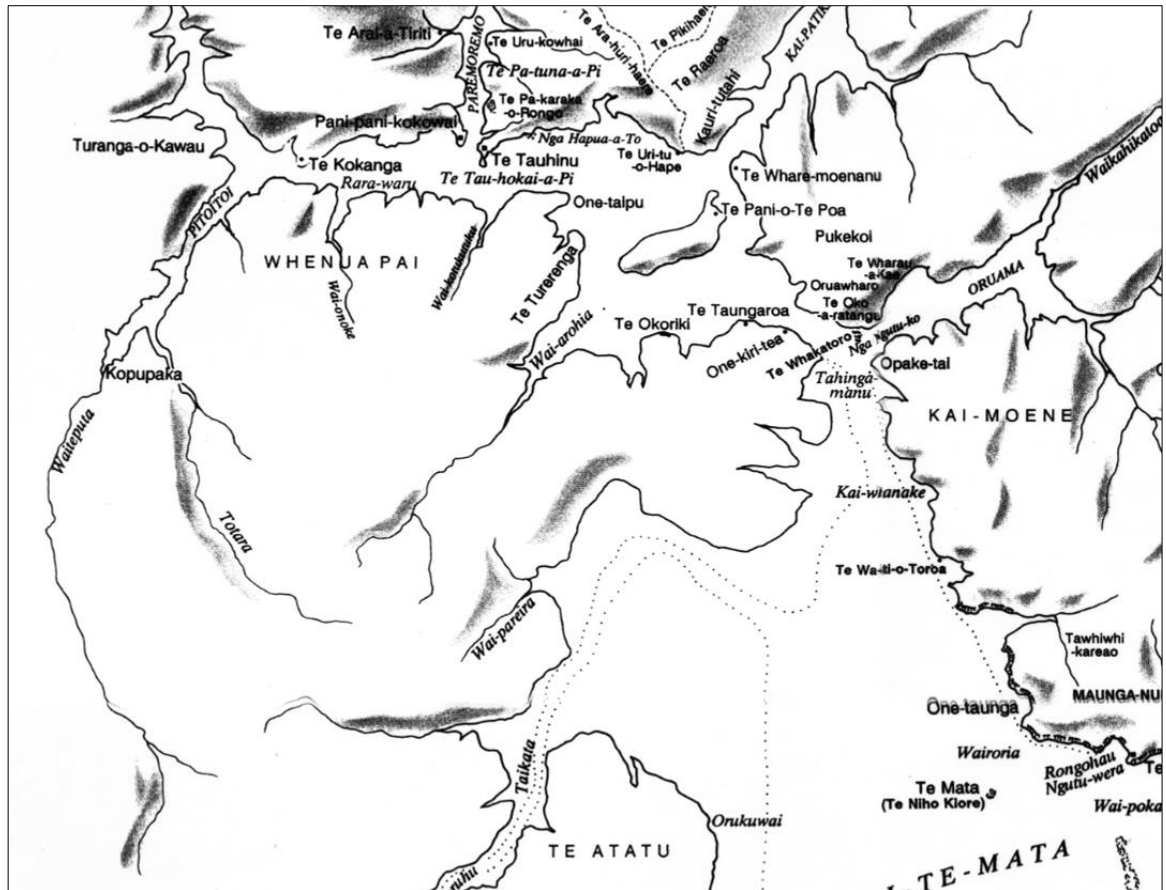 Te Arai-a-Tiriti
PAREMOREMO
Te Uru-kowhai
Te Ara-huri-haere
Te Pikihaere
Te Raeroa
Te Pa-tuna-a-Pi
Te Pa-karaka
-o-Rongo
Kauri-tutahi
Pani-pani-kokowai
Nga Hapua-a-To
Turanga-o-Kawau
Te Kokanga
Te Tauhinu
Te Uri-tu
-o-Hape
Te Whare-moenanu
Rara-waru
Te Tau-hokai-a-Pi
One-taipu
Te Pani-o-Te Poa
PITOITOI
Pukekoi
WHENUA PAI
Te Wharau
-a-Kae
Wai-onoke
Te Turerenga
Oruawharo
ORUAMA
Te Oko
-a-ratanga
Te Okoriki
Te Taungaroa
Nga Ngutu-ko
Wai-arohia
One-kiri-tea
Te Whakatoro
Kopupaka
Opake-tai
Tahinga-
manu
KAI-MOENE
Waiteputa
Totara
Kai-wianake
Te Wa-ti-o-Toroa
Wai-pareira
Tawhiwhi
-kareao
MAUNGA-NU
One-taunga
Taikata
Wairoria
Rongohau
Ngutu-wera
Te
Te Mata
(Te Niho Kiore)
Wai-poka
Orukuwai
TE ATATU
TE-MATA